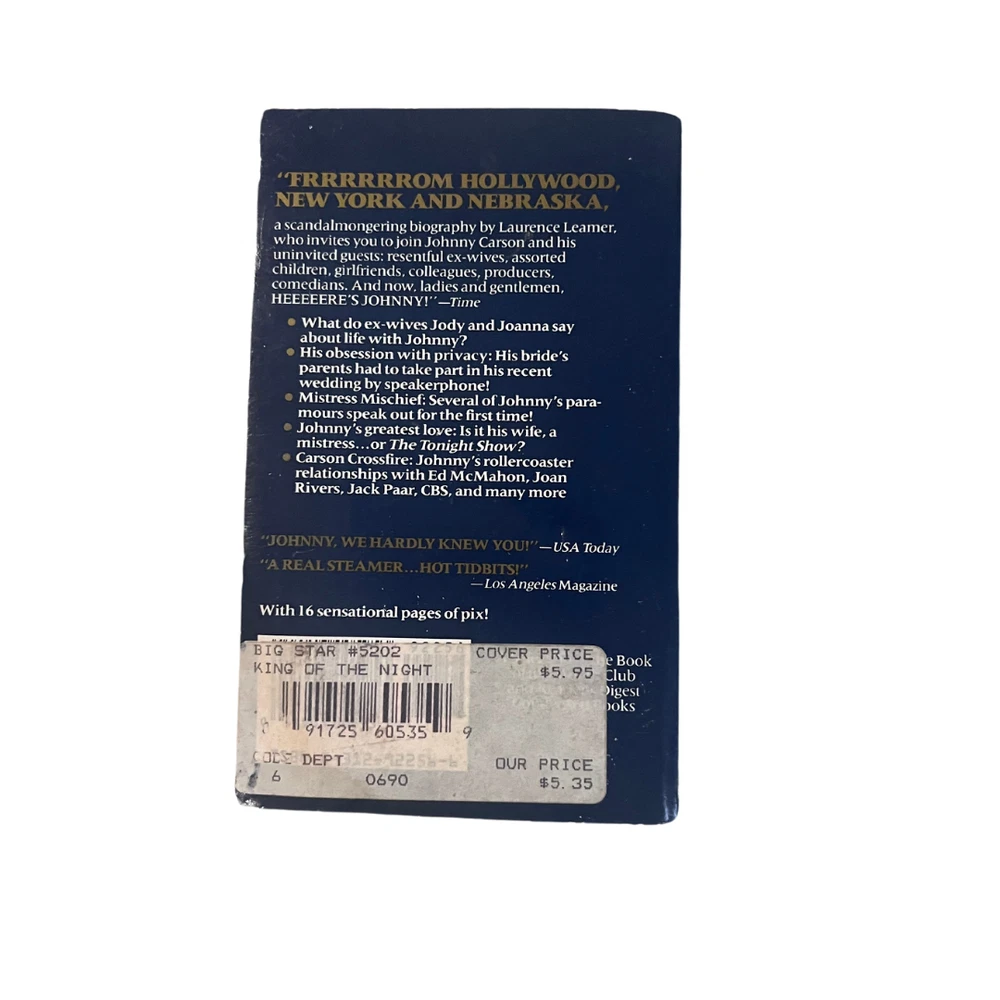 "FRRRRRROM HOLLYWOOD,
NEW YORK AND NEBRASKA,
a scandalmongering biography by Laurence Leamer,
who invites you to join Johnny Carson and his
uninvited guests: resentful ex-wives, assorted
children, girlfriends, colleagues, producers,
comedians. And now, ladies and gentlemen,
HEEEEERE'S JOHNNY!"—Time
• What do ex-wives Jody and Joanna say
about life with Johnny?
• His obsession with privacy: His bride's
parents had to take part in his recent
wedding by speakerphone!
• Mistress Mischief: Several of Johnny's para-
mours speak out for the first time!
• Johnny's greatest love: Is it his wife, a
mistress...or The Tonight Show?
• Carson Crossfire: Johnny's rollercoaster
relationships with Ed McMahon, Joan
Rivers, Jack Paar, CBS, and many more
"JOHNNY, WE HARDLY KNEW YOU!"—USA Today
"A REAL STEAMER...HOT TIDBITS!"
—Los Angeles Magazine
With 16 sensational pages of pix!
BIG STAR #5202 COVER PRICE
KING OF THE NIGHT $5.95
Book
Club
Digest
91725 60535 9
CODE DEPT OUR PRICE
6 0690 $5.35